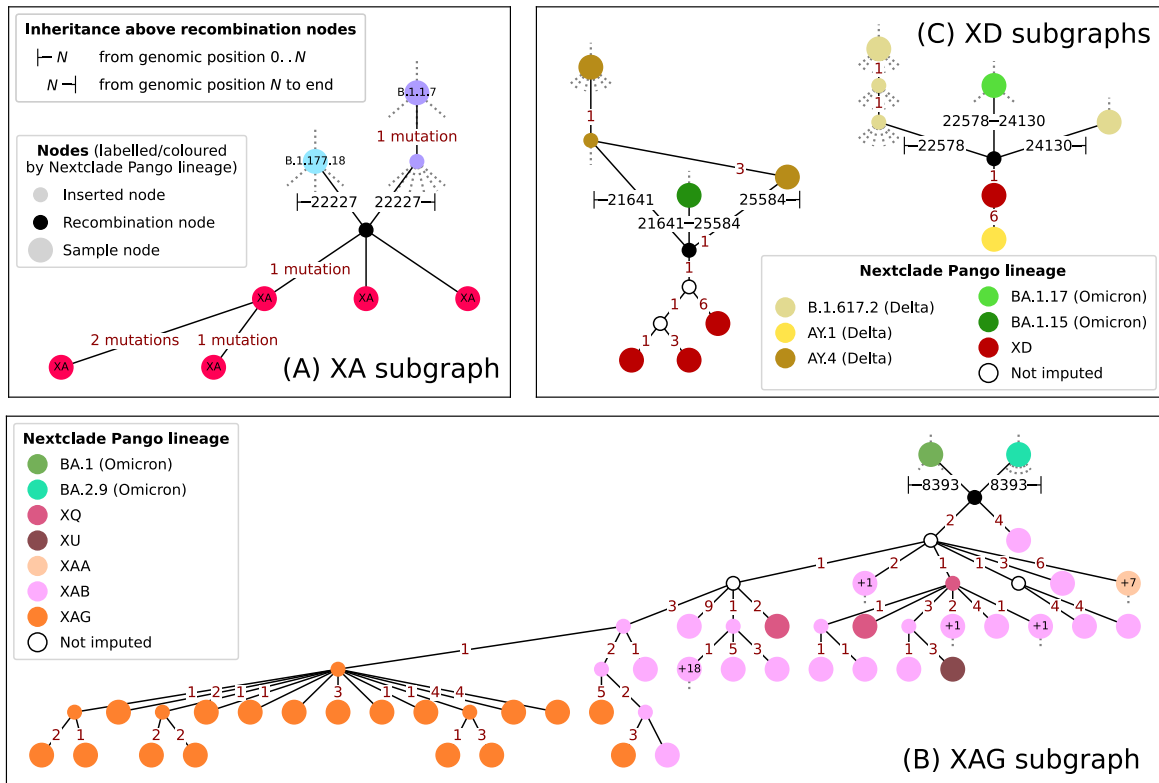 Inheritance above recombination nodes
N from genomic position 0..N
N from genomic position N to end
Nodes (labelled/coloured
by Nextclade Pango lineage)
Inserted node
Recombination node
Sample node
B.1.1.7
1 mutation
B.1.177.18
22227 22227
1 mutation
XA XA XA
2 mutations 1 mutation
XA XA
(A) XA subgraph
(C) XD subgraphs
1
3
21641
21641 25584
25584
1
1
1 6
1 3
1
1
22578 24130
22578 24130
1
6
Nextclade Pango lineage
B.1.617.2 (Delta)
AY.1 (Delta)
AY.4 (Delta)
BA.1.17 (Omicron)
BA.1.15 (Omicron)
XD
Not imputed
Nextclade Pango lineage
BA.1 (Omicron)
BA.2.9 (Omicron)
XQ
XU
XAA
XAB
XAG
Not imputed
8393 8393
2 4
1 2 1 1 3 6
+1 +7
3 9 1 2 1 3 2 4 1 4 4
+1 +1
1 2 1 1 5 3 1 1 1 3
+18
1 2 1 1 3 1 1 4 4 5 2
2 1 2 2 1 3 3
(B) XAG subgraph